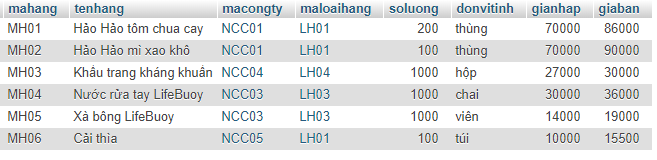 mahang tenhang macongty maloaihang soluong donvitinh gianhap giaban
MH01 Hảo Hảo tôm chua cay NCC01 LH01 200 thùng 70000 86000
MH02 Hảo Hảo mì xao khô NCC01 LH01 100 thùng 70000 90000
MH03 Khẩu trang kháng khuẩn NCC04 LH04 1000 hộp 27000 30000
MH04 Nước rửa tay LifeBuoy NCC03 LH03 1000 chai 30000 36000
MH05 Xà bông LifeBuoy NCC03 LH03 1000 viên 14000 19000
MH06 Cải thìa NCC05 LH01 100 túi 10000 15500